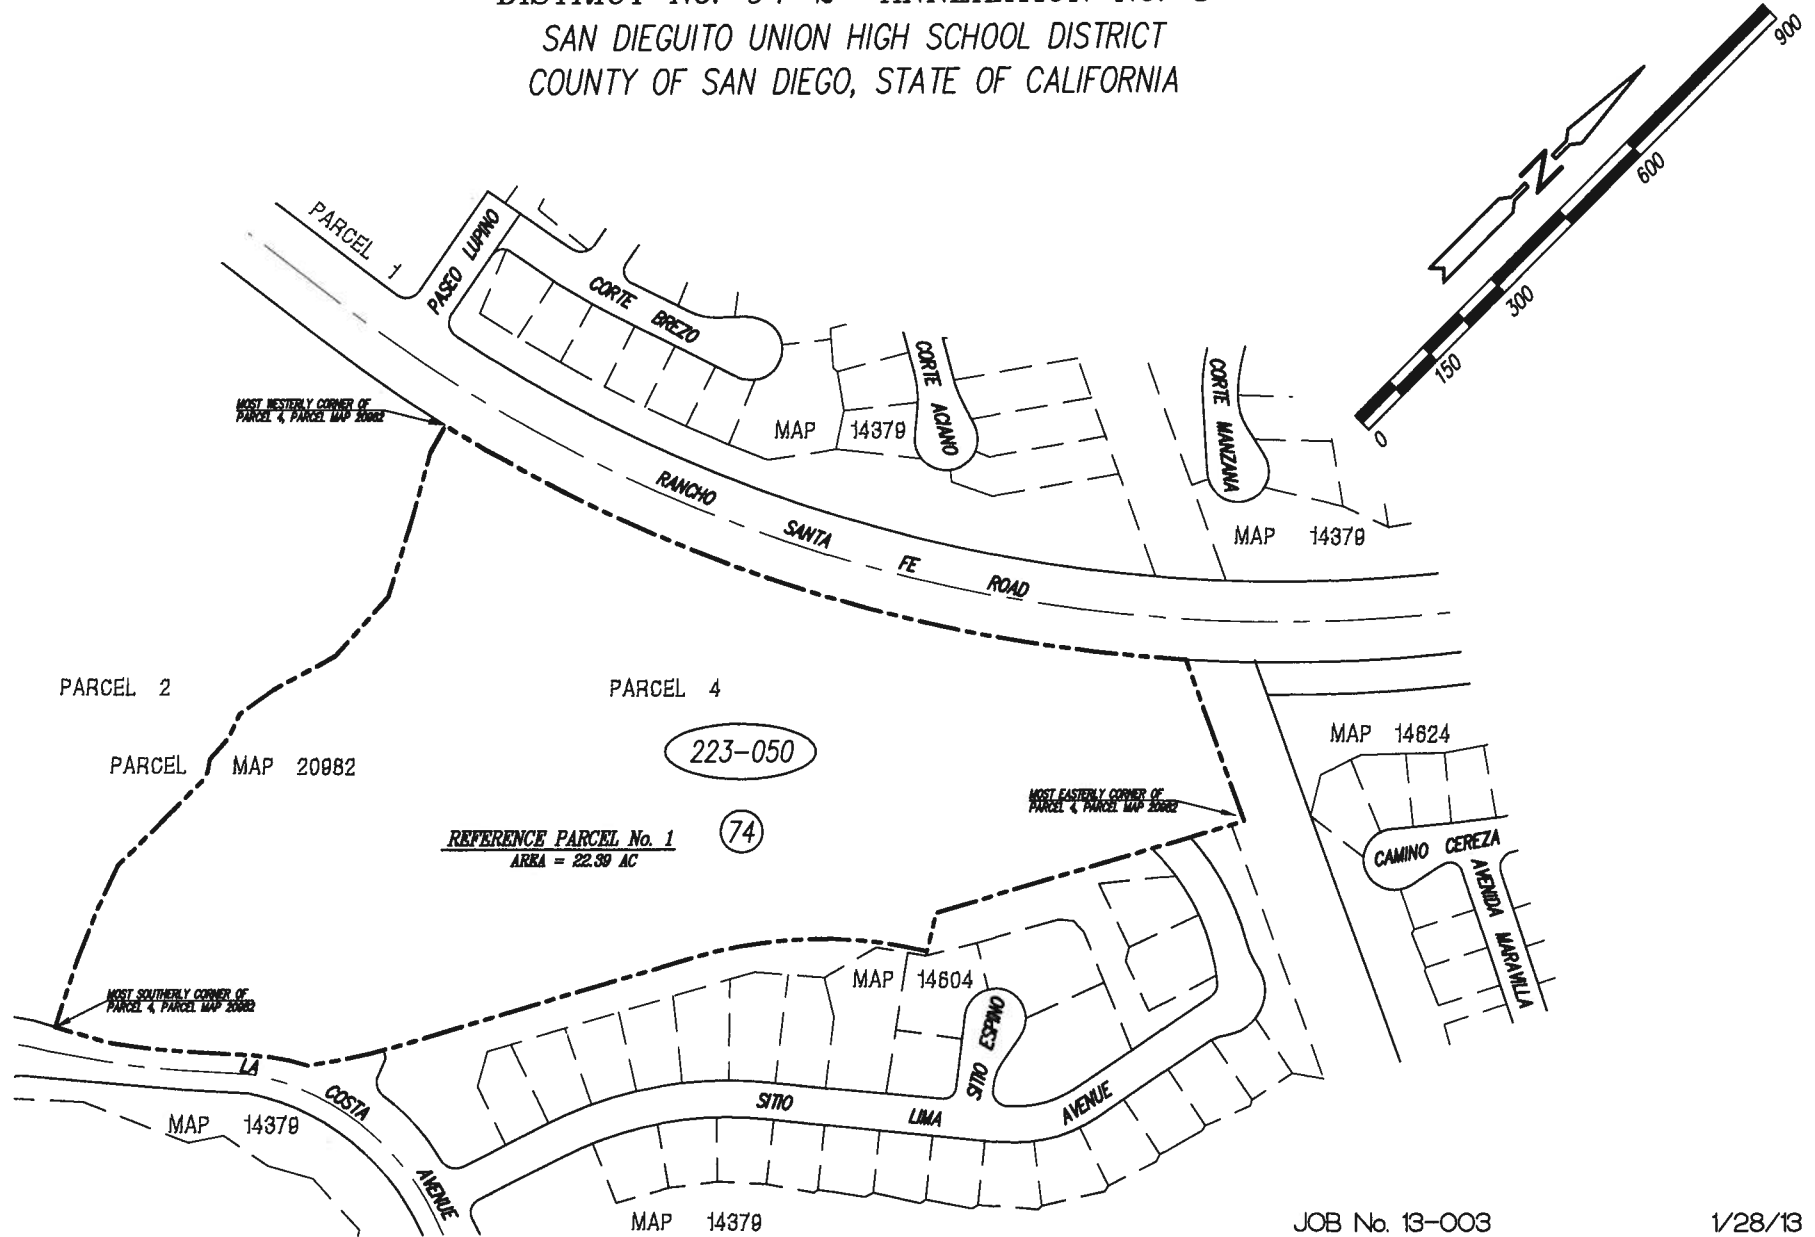 SAN DIEGUITO UNION HIGH SCHOOL DISTRICT
COUNTY OF SAN DIEGO, STATE OF CALIFORNIA
900
600
300
150
0
N
PARCEL 1
PASEO LUPINO
CORTE BREZO
CORTE ACIANO
CORTE MANZANA
MOST WESTERLY CORNER OF
PARCEL 4, PARCEL MAP 20982
MAP 14379
MAP 14379
RANCHO SANTA FE ROAD
PARCEL 2
PARCEL 4
223-050
MAP 14624
PARCEL MAP 20982
MOST EASTERLY CORNER OF
PARCEL 4, PARCEL MAP 20982
74
REFERENCE PARCEL No. 1
AREA = 22.39 AC
CAMINO CEREZA
AVENIDA MARAVILLA
MAP 14604
MOST SOUTHERLY CORNER OF
PARCEL 4, PARCEL MAP 20982
SITIO ESPINO
LA COSTA AVENUE
SITIO LIMA AVENUE
MAP 14379
MAP 14379
JOB No. 13-003
1/28/13